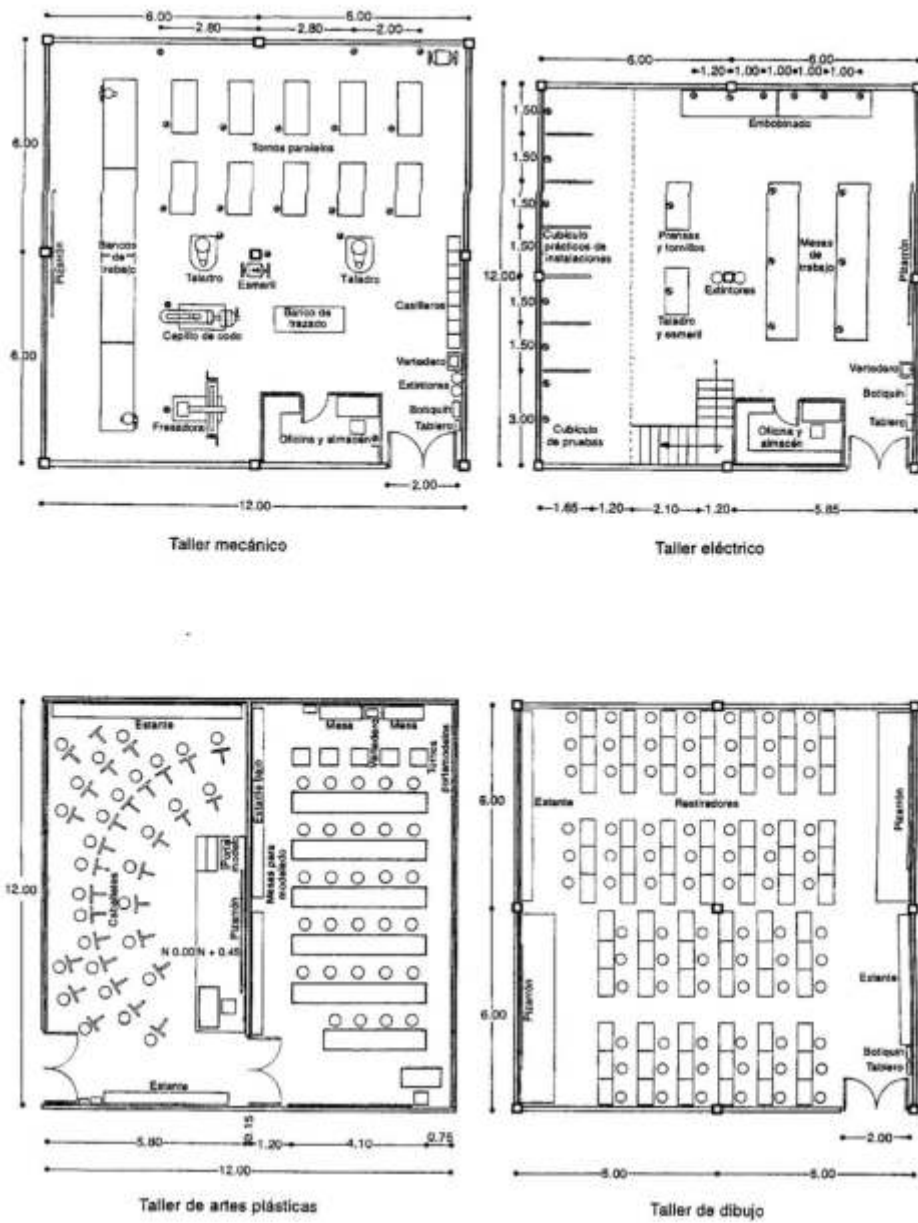 6.00 5.00
2.80 2.80 2.00
6.00
6.00
Tornos paralelos
Pizarrón
Bancos de trabajo
Taladro
Esmeril
Taladro
Casilleros
Cepillo de codo
Banco de trazado
Vertedero
Extintores
Botiquín
Tablero
Fresadora
Oficina y almacén
2.00
12.00
Taller mecánico
6.00 6.00
1.20 1.00 1.00 1.00 1.00
1.50
1.50
1.50
1.50
12.00
1.50
1.50
3.00
Embobinado
Cubículo
prácticos de
instalaciones
Prensas
y tornillos
Mesas
de
trabajo
Pizarrón
Extintores
Taladro
y esmeril
Vertedero
Botiquín
Tablero
Cubículo
de pruebas
Oficina y
almacén
1.65 1.20 2.10 1.20 5.85
Taller eléctrico
12.00
Estante
Caballetes
Pizarrón
N 0.00 N + 0.45
Estante
Mesa
Vertedero
Mesa
Tornos
portamodelos
Estante bajo
Mesas para
modelado
0.15
5.80 1.20 4.10 0.75
12.00
Taller de artes plásticas
6.00
6.00
Estante
Restiradores
Pizarrón
Pizarrón
Estante
Botiquín
Tablero
2.00
6.00 6.00
Taller de dibujo